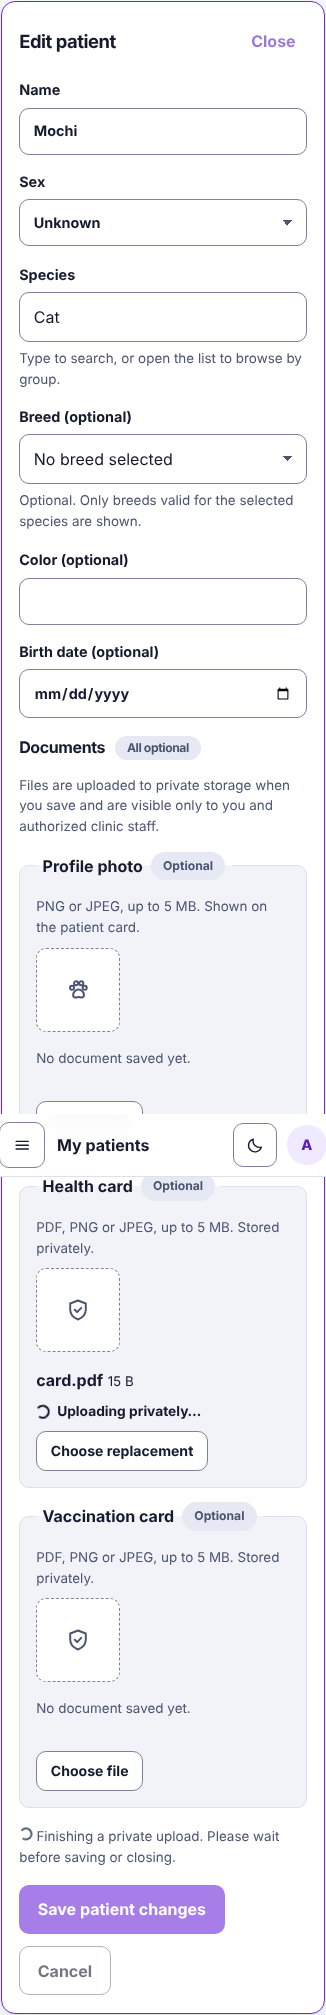 Edit patient
Close
Name
Mochi
Sex
Unknown
Species
Cat
Type to search, or open the list to browse by
group.
Breed (optional)
No breed selected
Optional. Only breeds valid for the selected
species are shown.
Color (optional)
Birth date (optional)
mm/dd/yyyy
Documents
All optional
Files are uploaded to private storage when
you save and are visible only to you and
authorized clinic staff.
Profile photo
Optional
PNG or JPEG, up to 5 MB. Shown on
the patient card.
No document saved yet.
My patients
A
Health card
Optional
PDF, PNG or JPEG, up to 5 MB. Stored
privately.
card.pdf 15 B
Uploading privately...
Choose replacement
Vaccination card
Optional
PDF, PNG or JPEG, up to 5 MB. Stored
privately.
No document saved yet.
Choose file
Finishing a private upload. Please wait
before saving or closing.
Save patient changes
Cancel